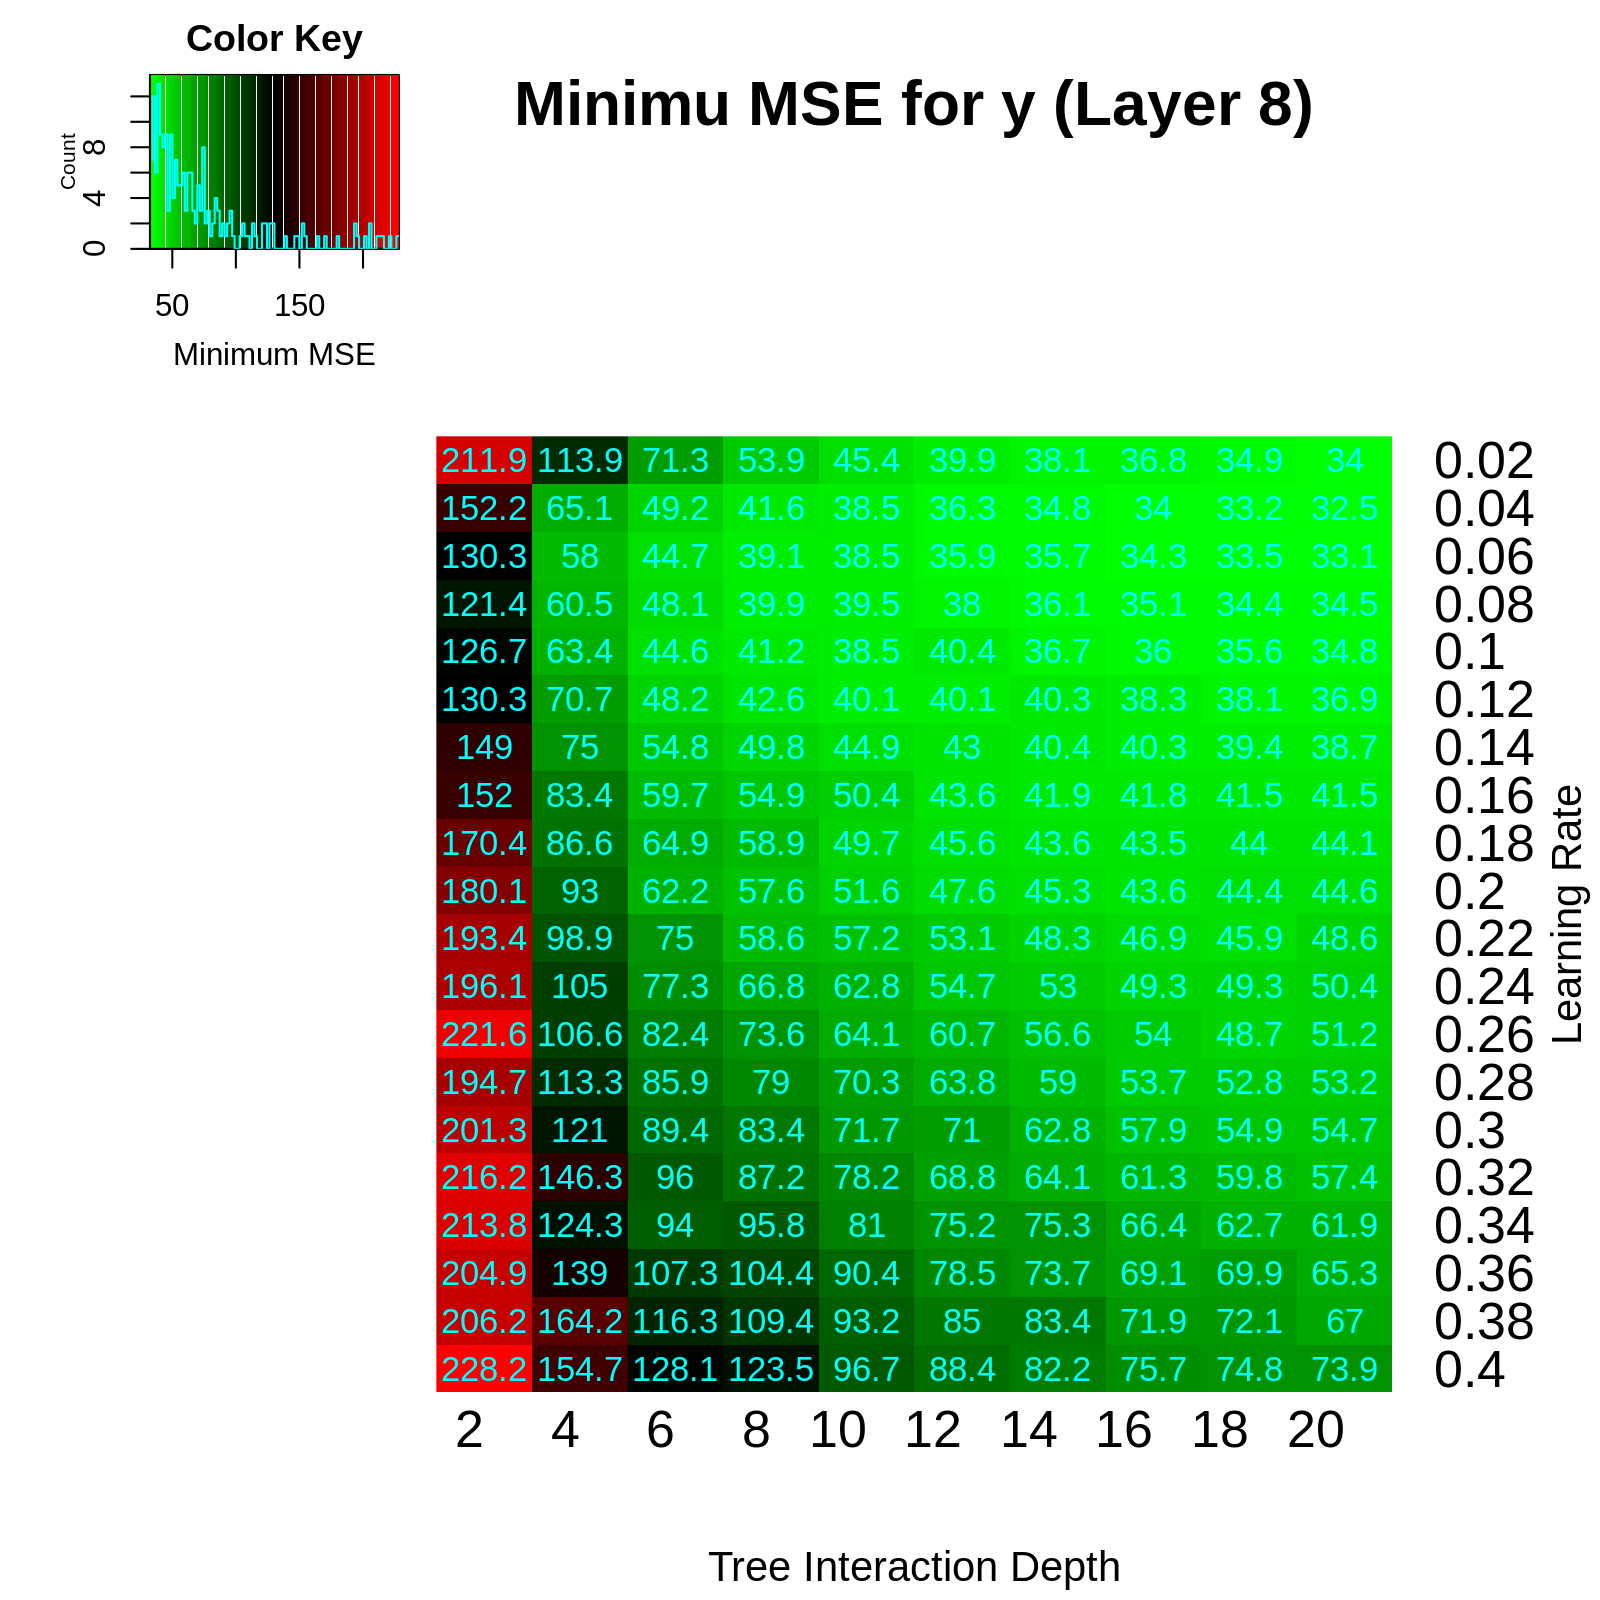 Color Key
Minimu MSE for y (Layer 8)
Count
0 4 8
50 150
Minimum MSE
211.9 113.9 71.3 53.9 45.4 39.9 38.1 36.8 34.9 34 0.02
152.2 65.1 49.2 41.6 38.5 36.3 34.8 34 33.2 32.5 0.04
130.3 58 44.7 39.1 38.5 35.9 35.7 34.3 33.5 33.1 0.06
121.4 60.5 48.1 39.9 39.5 38 36.1 35.1 34.4 34.5 0.08
126.7 63.4 44.6 41.2 38.5 40.4 36.7 36 35.6 34.8 0.1
130.3 70.7 48.2 42.6 40.1 40.1 40.3 38.3 38.1 36.9 0.12
149 75 54.8 49.8 44.9 43 40.4 40.3 39.4 38.7 0.14
152 83.4 59.7 54.9 50.4 43.6 41.9 41.8 41.5 41.5 0.16
170.4 86.6 64.9 58.9 49.7 45.6 43.6 43.5 44 44.1 0.18
180.1 93 62.2 57.6 51.6 47.6 45.3 43.6 44.4 44.6 0.2
193.4 98.9 75 58.6 57.2 53.1 48.3 46.9 45.9 48.6 0.22
196.1 105 77.3 66.8 62.8 54.7 53 49.3 49.3 50.4 0.24
221.6 106.6 82.4 73.6 64.1 60.7 56.6 54 48.7 51.2 0.26
194.7 113.3 85.9 79 70.3 63.8 59 53.7 52.8 53.2 0.28
201.3 121 89.4 83.4 71.7 71 62.8 57.9 54.9 54.7 0.3
216.2 146.3 96 87.2 78.2 68.8 64.1 61.3 59.8 57.4 0.32
213.8 124.3 94 95.8 81 75.2 75.3 66.4 62.7 61.9 0.34
204.9 139 107.3 104.4 90.4 78.5 73.7 69.1 69.9 65.3 0.36
206.2 164.2 116.3 109.4 93.2 85 83.4 71.9 72.1 67 0.38
228.2 154.7 128.1 123.5 96.7 88.4 82.2 75.7 74.8 73.9 0.4
Learning Rate
2 4 6 8 10 12 14 16 18 20
Tree Interaction Depth